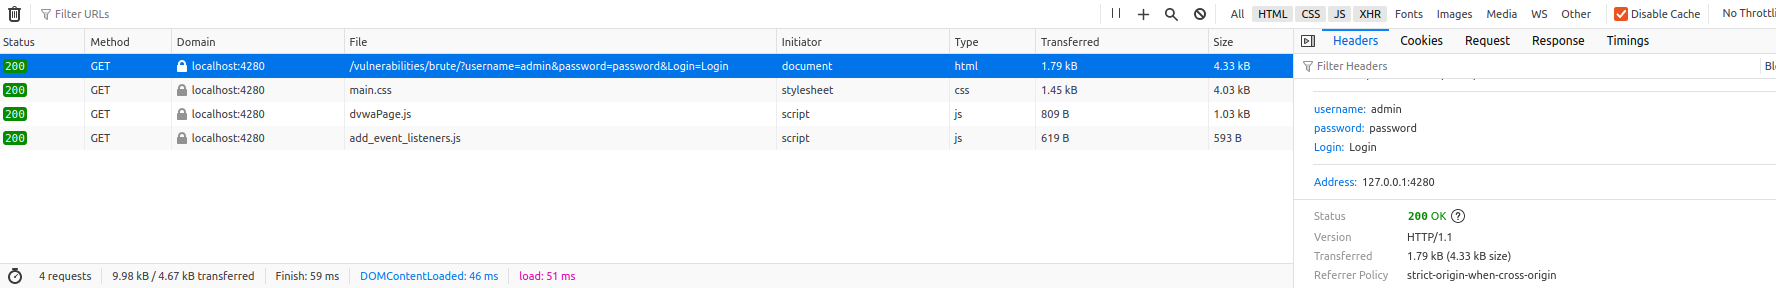 Filter URLs All HTML CSS JS XHR Fonts Images Media WS Other Disable Cache No Throttli
Status Method Domain File Initiator Type Transferred Size
200 GET localhost:4280 /vulnerabilities/brute/?username=admin&password=password&Login=Login document html 1.79 kB 4.33 kB
200 GET localhost:4280 main.css stylesheet css 1.45 kB 4.03 kB
200 GET localhost:4280 dvwaPage.js script js 809 B 1.03 kB
200 GET localhost:4280 add_event_listeners.js script js 619 B 593 B
4 requests 9.98 kB / 4.67 kB transferred Finish: 59 ms DOMContentLoaded: 46 ms load: 51 ms
Headers Cookies Request Response Timings
Filter Headers Blo
username: admin
password: password
Login: Login
Address: 127.0.0.1:4280
Status 200 OK ?
Version HTTP/1.1
Transferred 1.79 kB (4.33 kB size)
Referrer Policy strict-origin-when-cross-origin